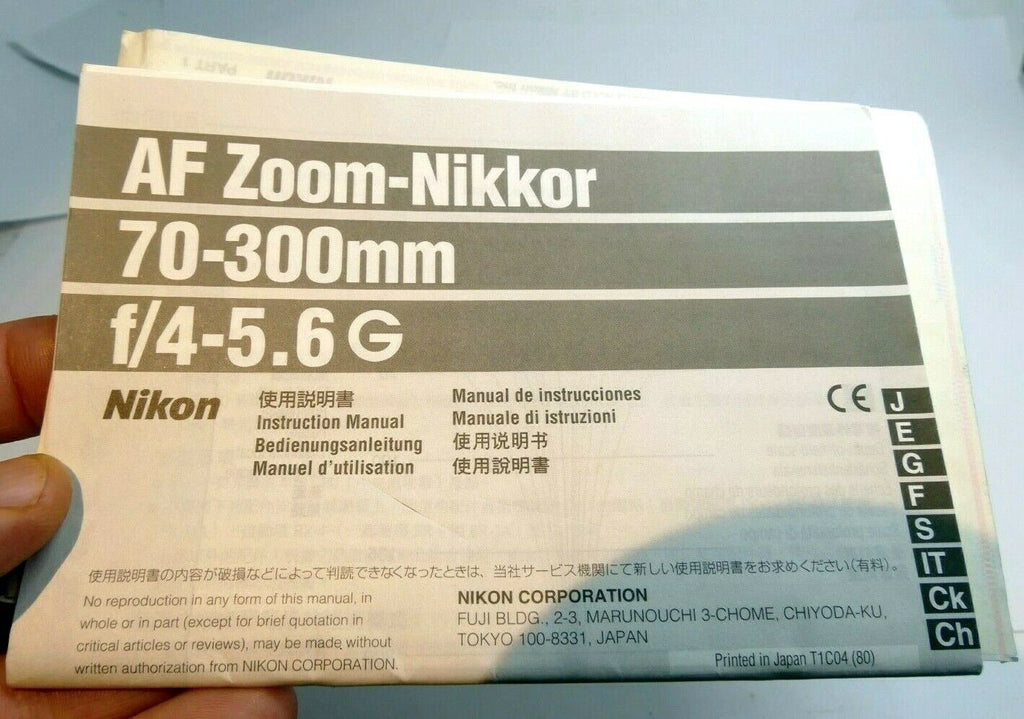 AF Zoom-Nikkor
70-300mm
f/4-5.6 G
Nikon
使用説明書
Instruction Manual
Bedienungsanleitung
Manuel d'utilisation
Manual de instrucciones
Manuale di istruzioni
使用说明书
使用說明書
CE
J
E
G
F
S
IT
Ck
Ch
使用説明書の内容が破損などによって判読できなくなったときは、当社サービス機関にて新しい使用説明書をお求めください(有料)。
No reproduction in any form of this manual, in
whole or in part (except for brief quotation in
critical articles or reviews), may be made without
written authorization from NIKON CORPORATION.
NIKON CORPORATION
FUJI BLDG., 2-3, MARUNOUCHI 3-CHOME, CHIYODA-KU,
TOKYO 100-8331, JAPAN
Printed in Japan T1C04 (80)